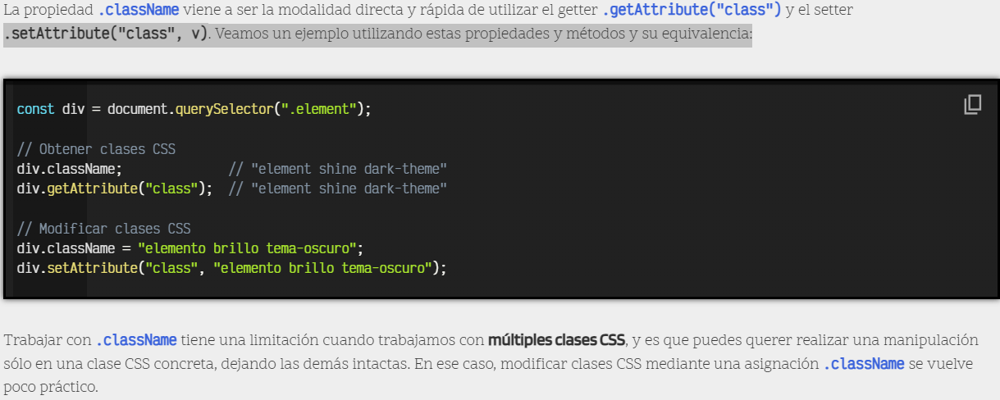 La propiedad .className viene a ser la modalidad directa y rápida de utilizar el getter .getAttribute("class") y el setter
.setAttribute("class", v). Veamos un ejemplo utilizando estas propiedades y métodos y su equivalencia:
const div = document.querySelector(".element");
// Obtener clases CSS
div.className;              // "element shine dark-theme"
div.getAttribute("class");  // "element shine dark-theme"
// Modificar clases CSS
div.className = "elemento brillo tema-oscuro";
div.setAttribute("class", "elemento brillo tema-oscuro");
Trabajar con .className tiene una limitación cuando trabajamos con múltiples clases CSS, y es que puedes querer realizar una manipulación
sólo en una clase CSS concreta, dejando las demás intactas. En ese caso, modificar clases CSS mediante una asignación .className se vuelve
poco práctico.